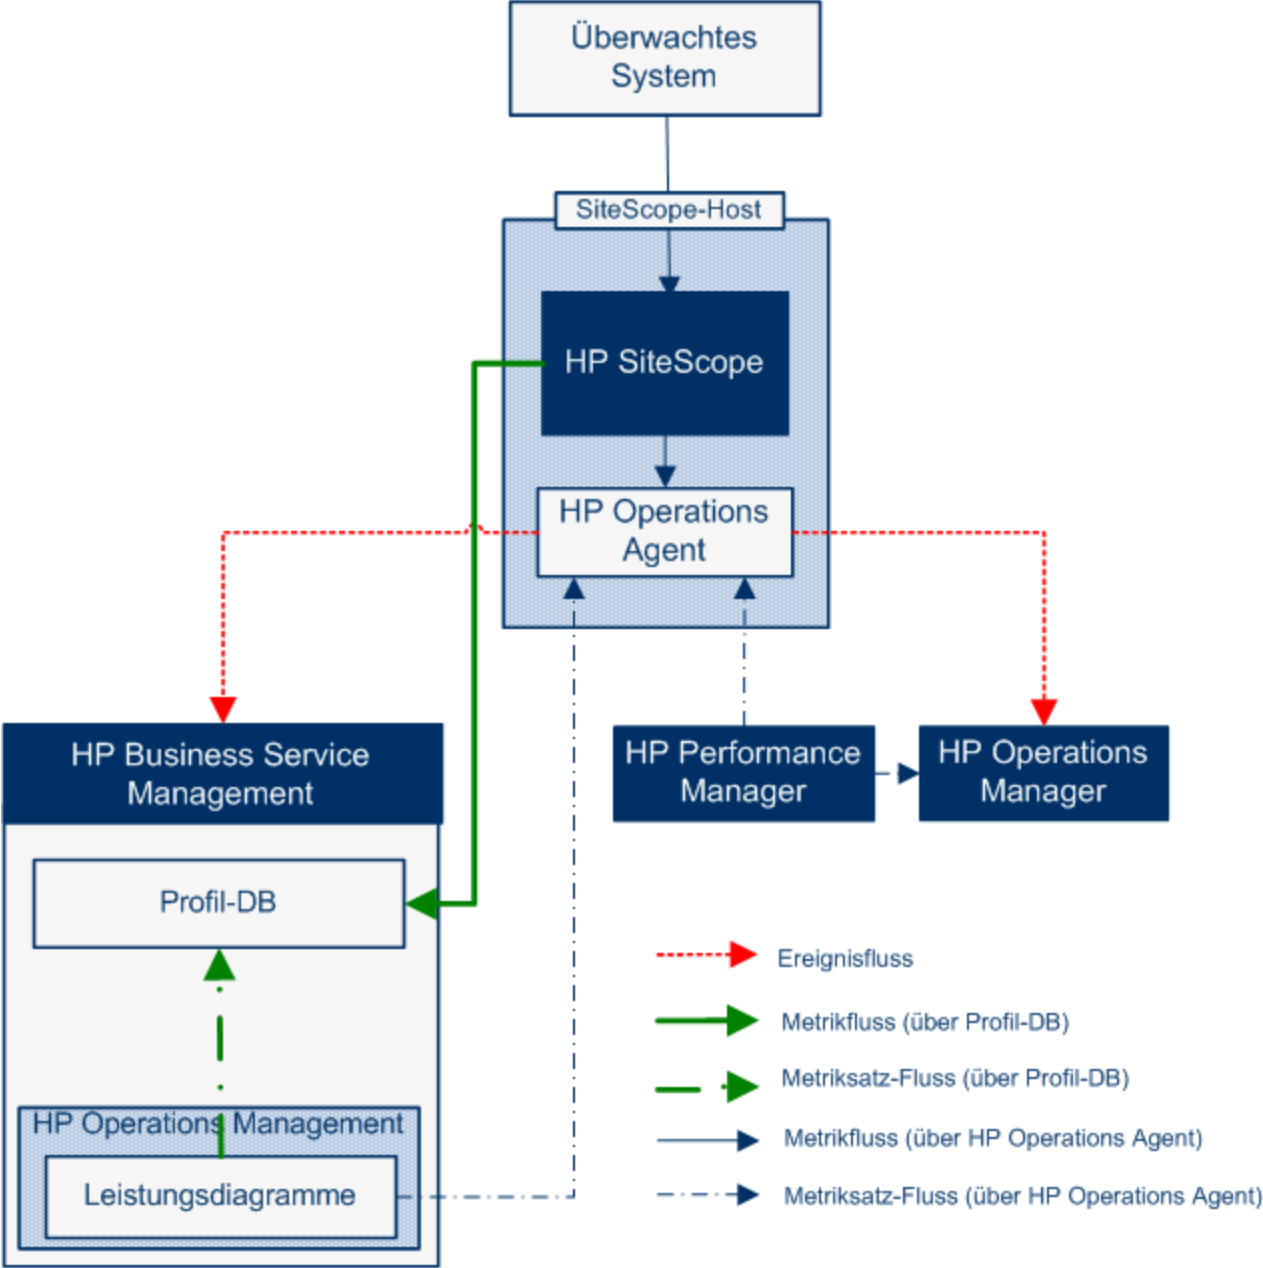 Überwachtes
System
SiteScope-Host
HP SiteScope
HP Operations
Agent
HP Business Service
Management
HP Performance
Manager
HP Operations
Manager
Profil-DB
HP Operations Management
Leistungsdiagramme
Ereignisfluss
Metrikfluss (über Profil-DB)
Metriksatz-Fluss (über Profil-DB)
Metrikfluss (über HP Operations Agent)
Metriksatz-Fluss (über HP Operations Agent)